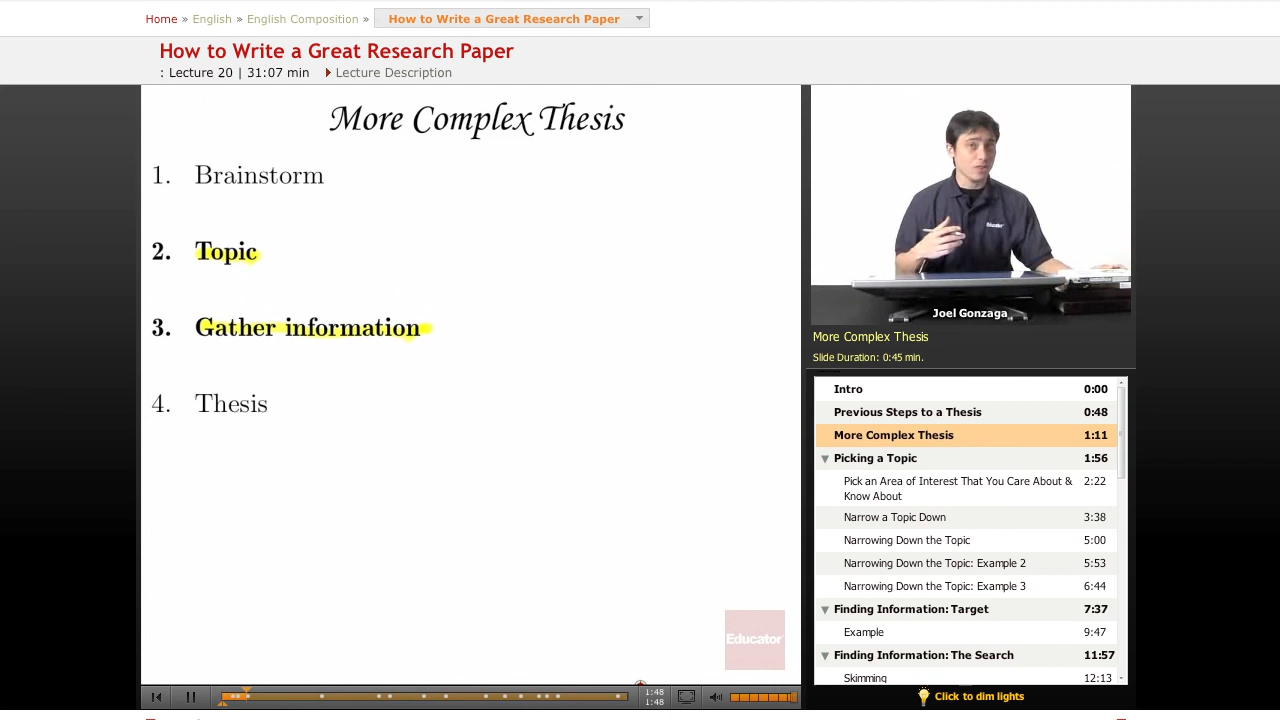 Home » English » English Composition » How to Write a Great Research Paper
How to Write a Great Research Paper
: Lecture 20 | 31:07 min Lecture Description
More Complex Thesis
1. Brainstorm
2. Topic
3. Gather information
4. Thesis
Educator
Educator
Joel Gonzaga
More Complex Thesis
Slide Duration: 0:45 min.
Intro 0:00
Previous Steps to a Thesis 0:48
More Complex Thesis 1:11
Picking a Topic 1:56
Pick an Area of Interest That You Care About & 2:22
Know About
Narrow a Topic Down 3:38
Narrowing Down the Topic 5:00
Narrowing Down the Topic: Example 2 5:53
Narrowing Down the Topic: Example 3 6:44
Finding Information: Target 7:37
Example 9:47
Finding Information: The Search 11:57
Skimming 12:13
1:48
1:48
Click to dim lights